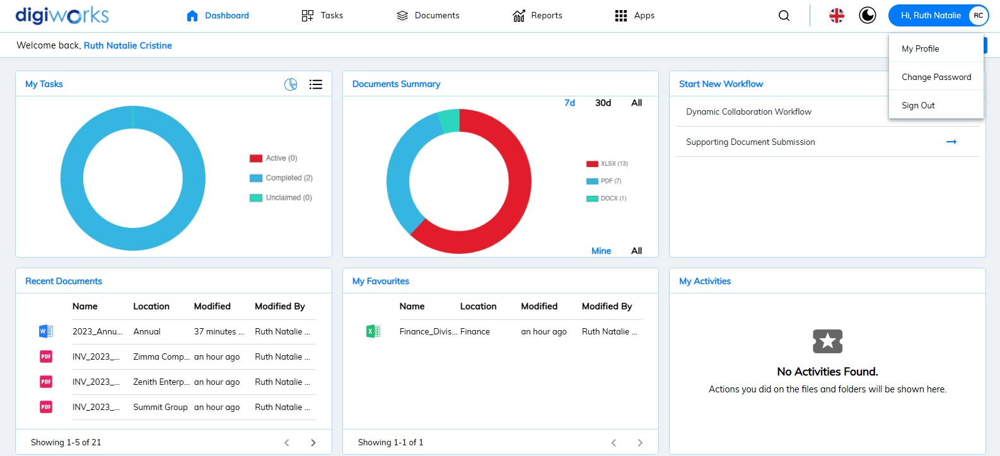 digiworks
Dashboard
Tasks
Documents
Reports
Apps
Hi, Ruth Natalie
RC
Welcome back, Ruth Natalie Cristine
My Profile
Change Password
Sign Out
My Tasks
Active (0)
Completed (2)
Unclaimed (0)
Documents Summary
7d 30d All
XLSX (13)
PDF (7)
DOCX (1)
Mine All
Start New Workflow
Dynamic Collaboration Workflow
Supporting Document Submission
Recent Documents
Name Location Modified Modified By
W 2023_Annu... Annual 37 minutes ... Ruth Natalie ...
PDF INV_2023_... Zimma Comp... an hour ago Ruth Natalie ...
PDF INV_2023_... Zenith Enterp... an hour ago Ruth Natalie ...
PDF INV_2023_... Summit Group an hour ago Ruth Natalie ...
Showing 1-5 of 21
My Favourites
Name Location Modified Modified By
X Finance_Divis... Finance an hour ago Ruth Natalie ...
Showing 1-1 of 1
My Activities
No Activities Found.
Actions you did on the files and folders will be shown here.